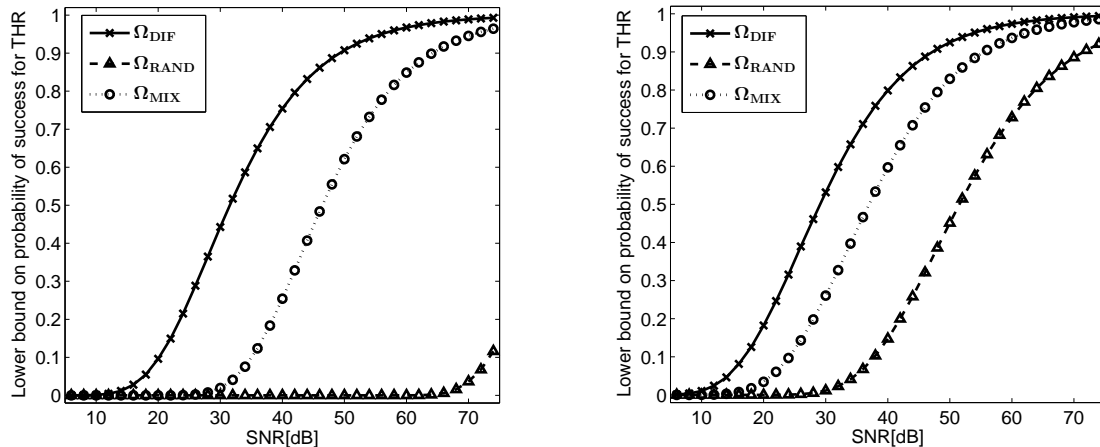 Lower bound on probability of success for THR
1
0.9
0.8
0.7
0.6
0.5
0.4
0.3
0.2
0.1
0
Ω_DIF
Ω_RAND
Ω_MIX
10 20 30 40 50 60 70
SNR[dB]
Lower bound on probability of success for THR
1
0.9
0.8
0.7
0.6
0.5
0.4
0.3
0.2
0.1
0
Ω_DIF
Ω_RAND
Ω_MIX
10 20 30 40 50 60 70
SNR[dB]